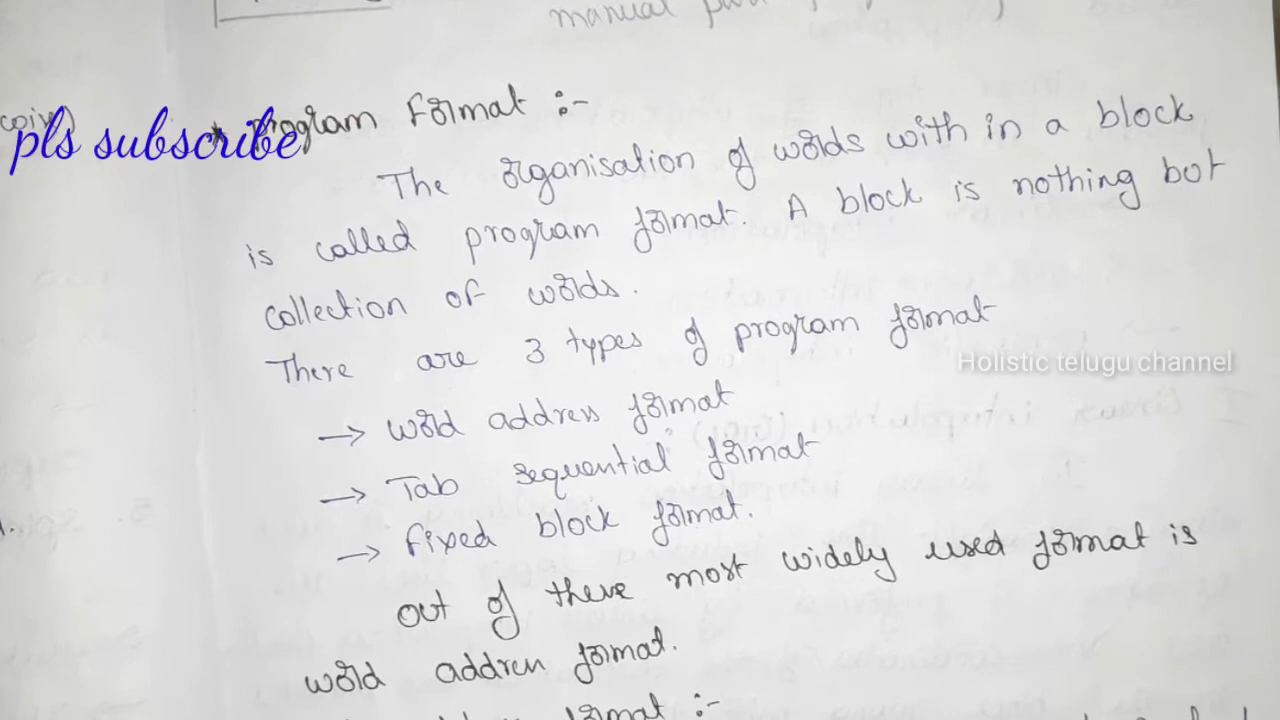 manual
pls subscribe
* program Format :-
The organisation of words with in a block
is called program format. A block is nothing but
collection of words.
There are 3 types of program format
Holistic telugu channel
→ word address format
→ Tab sequential format
→ fixed block format.
out of these most widely used format is
word address format.
format :-